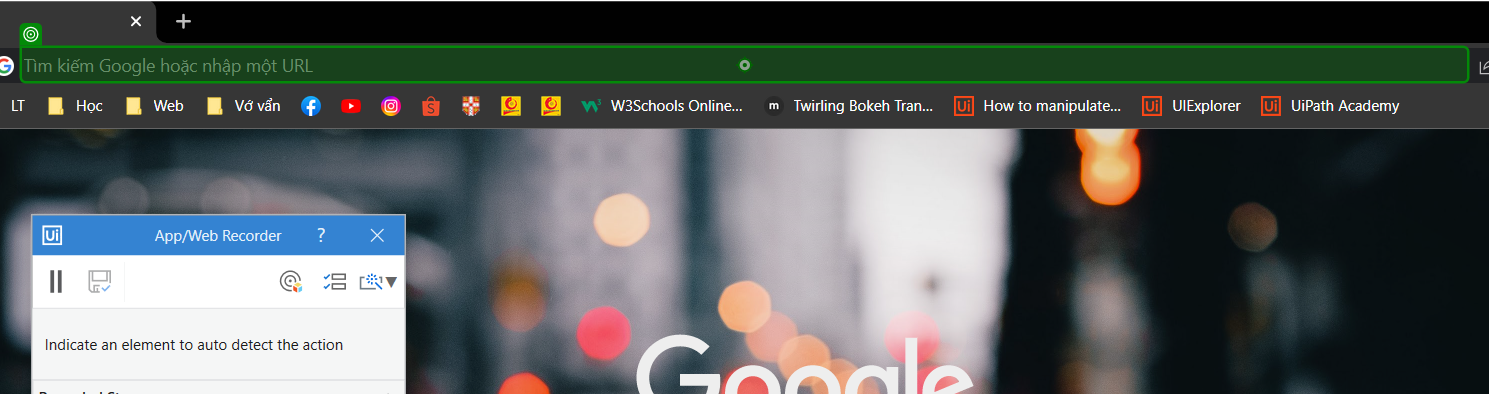 Tìm kiếm Google hoặc nhập một URL
LT Học Web Vớ vẩn W3Schools Online... Twirling Bokeh Tran... How to manipulate... UIExplorer UiPath Academy
Ui App/Web Recorder ?
Indicate an element to auto detect the action
Google